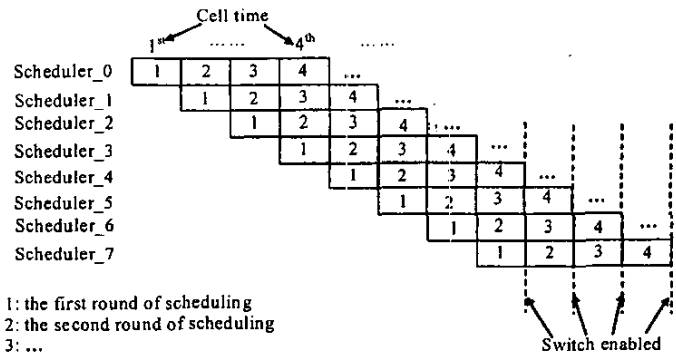 Cell time
1st ...... 4th ......
Scheduler_0 1 2 3 4 ...
Scheduler_1 1 2 3 4 ...
Scheduler_2 1 2 3 4 ...
Scheduler_3 1 2 3 4 ...
Scheduler_4 1 2 3 4 ...
Scheduler_5 1 2 3 4 ...
Scheduler_6 1 2 3 4 ...
Scheduler_7 1 2 3 4
1: the first round of scheduling
2: the second round of scheduling
3: ...
Switch enabled